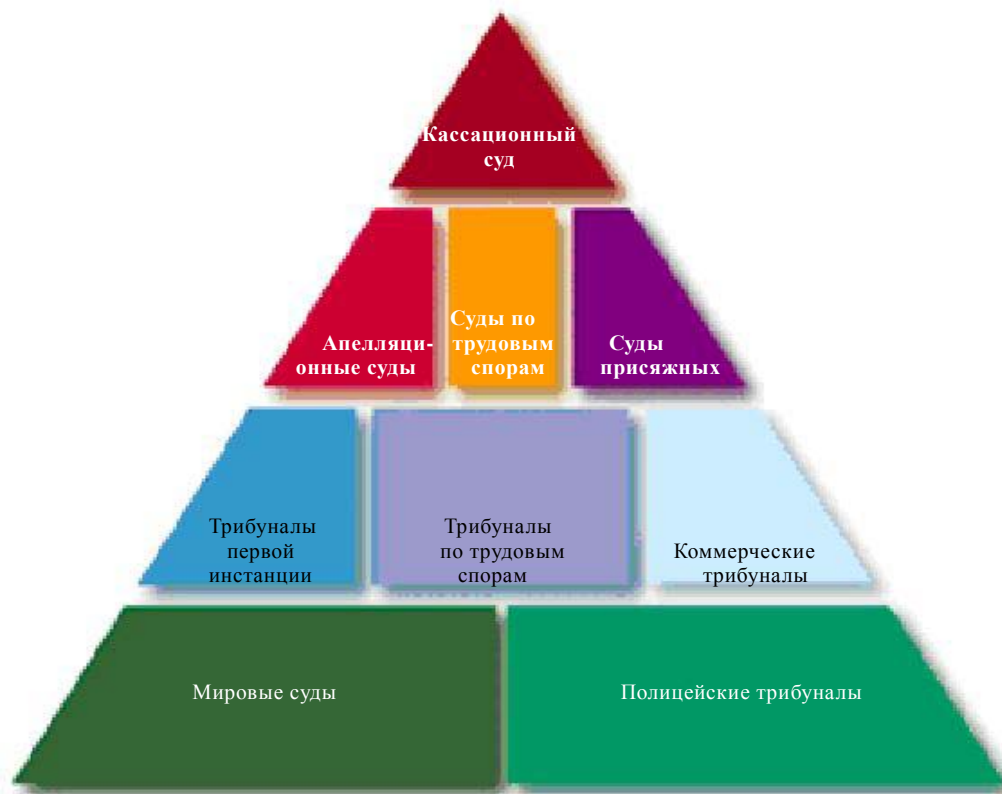 Кассационный
суд
Апелляци-
онные суды
Суды по
трудовым
спорам
Суды
присяжных
Трибуналы
первой
инстанции
Трибуналы
по трудовым
спорам
Коммерческие
трибуналы
Мировые суды
Полицейские трибуналы